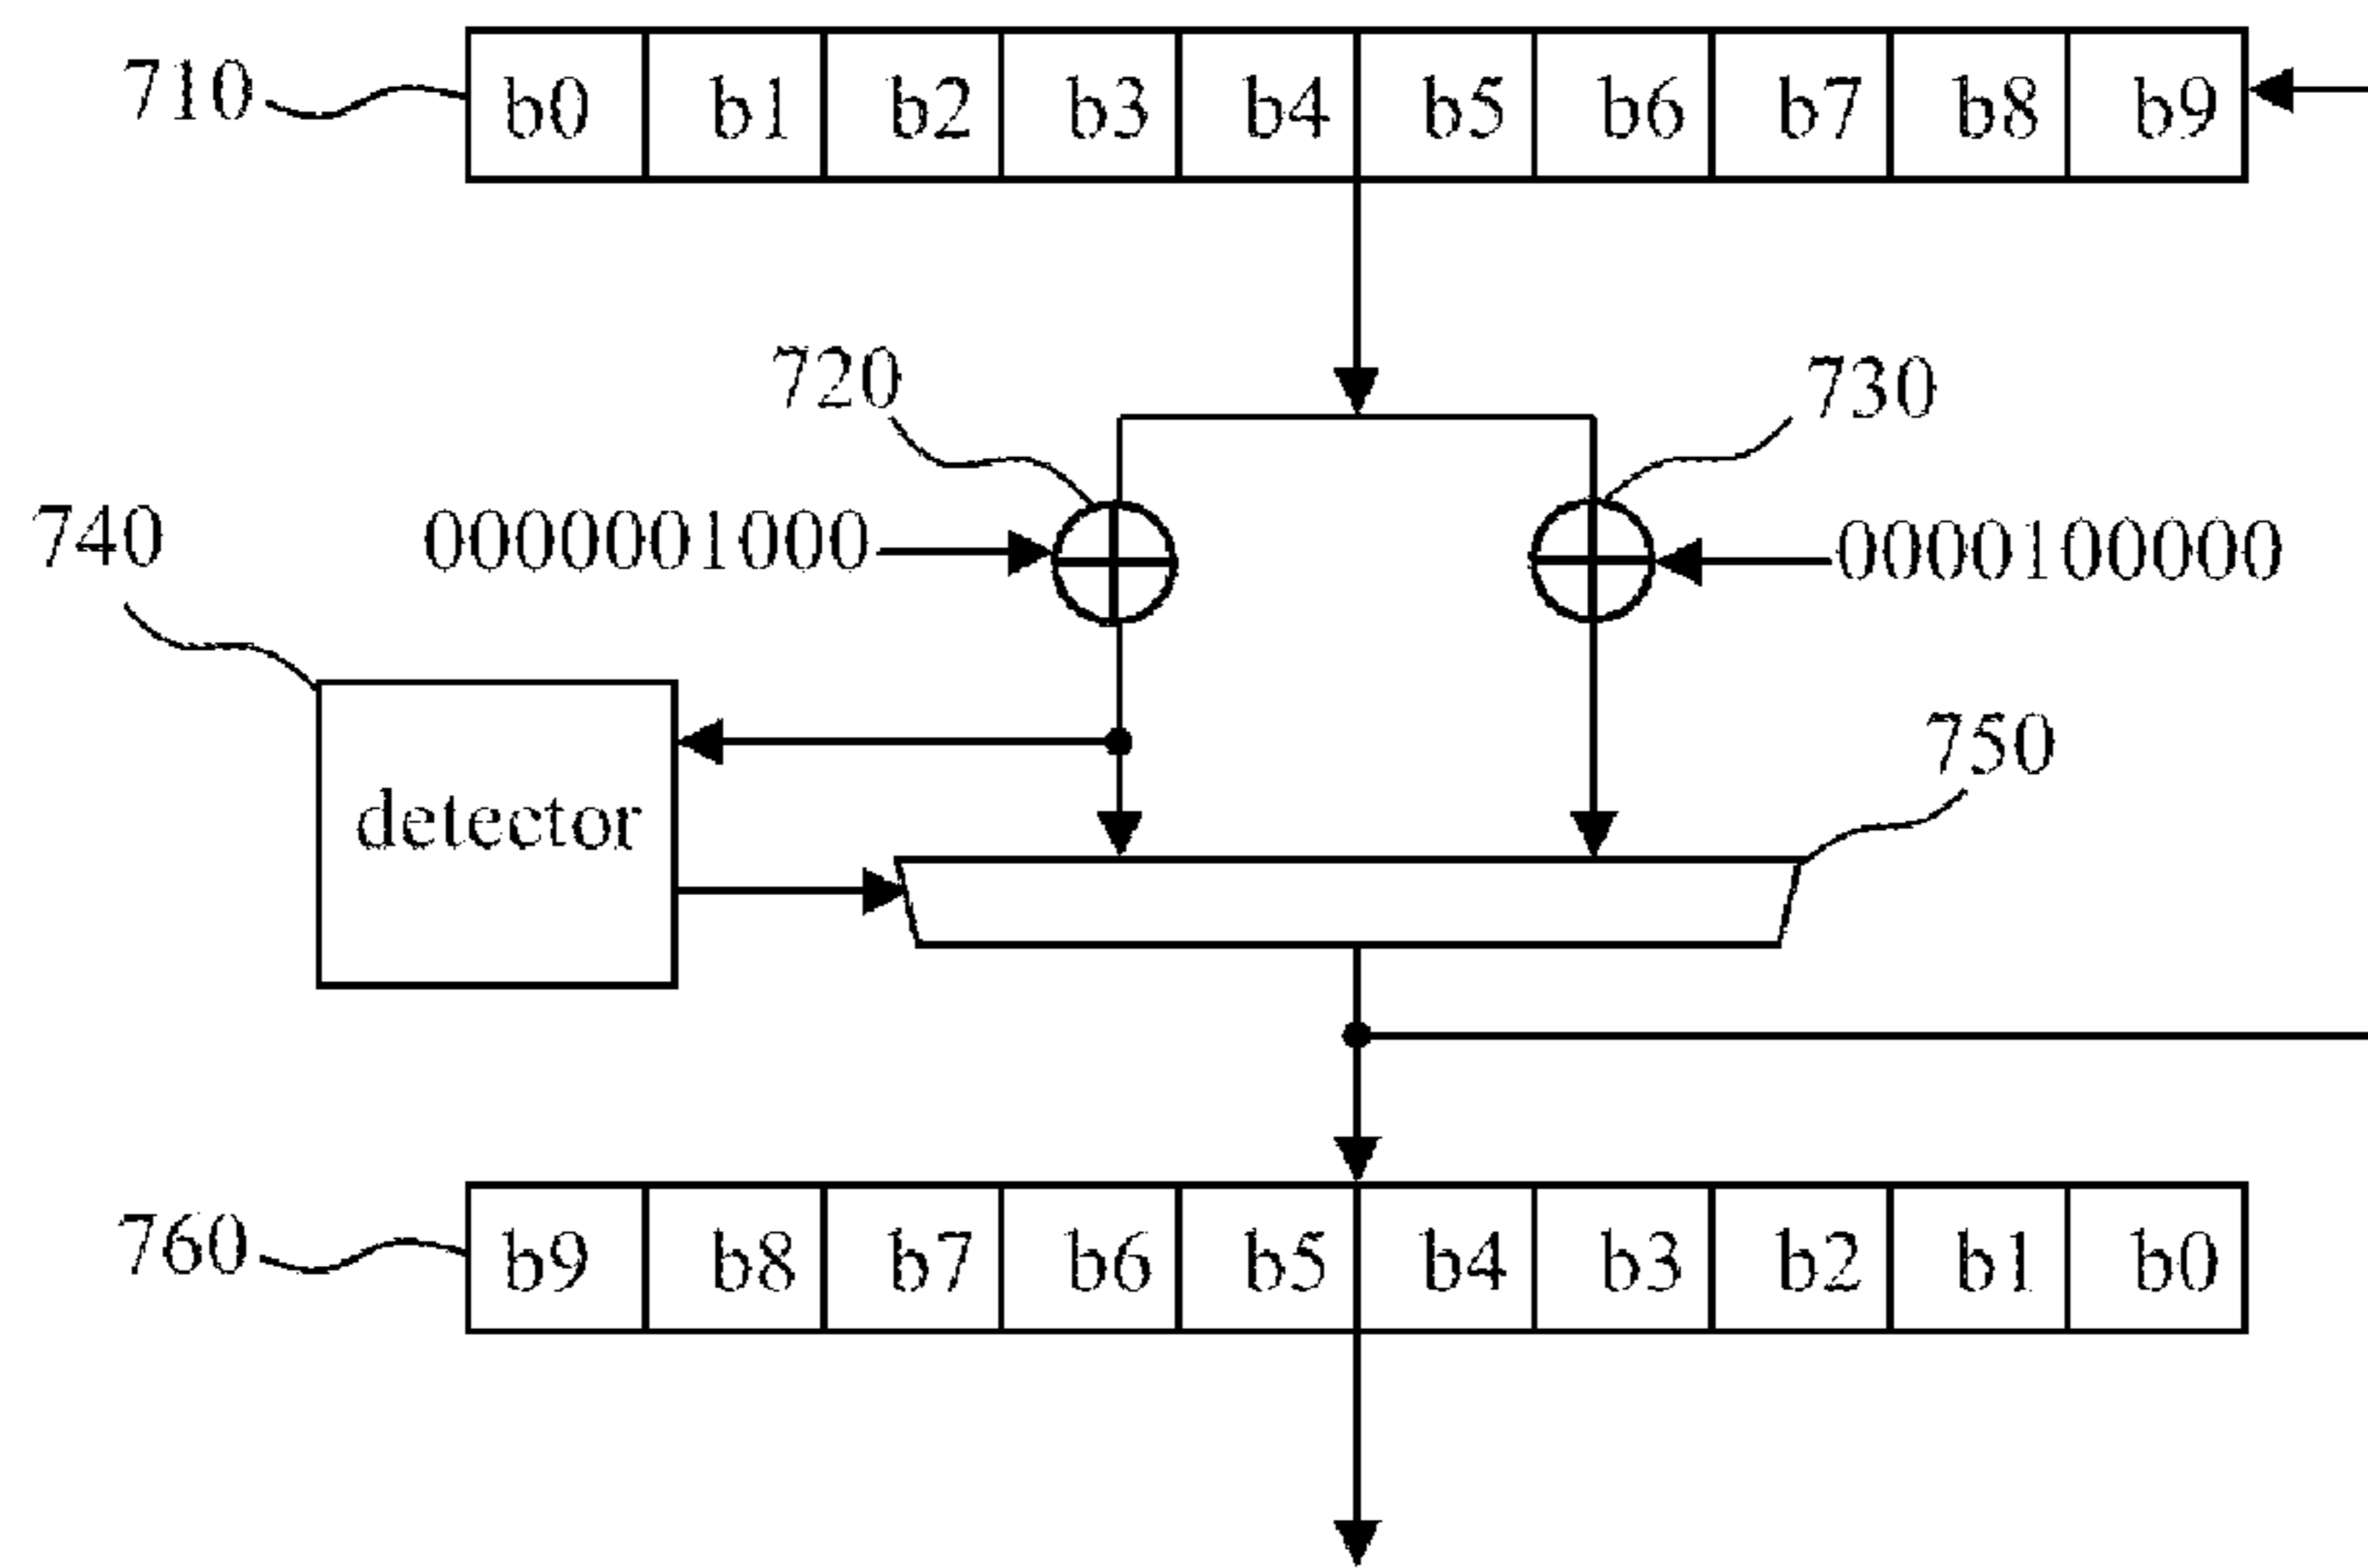 710 b0 b1 b2 b3 b4 b5 b6 b7 b8 b9
720 730
740 0000001000 0000100000
750
detector
760 b9 b8 b7 b6 b5 b4 b3 b2 b1 b0